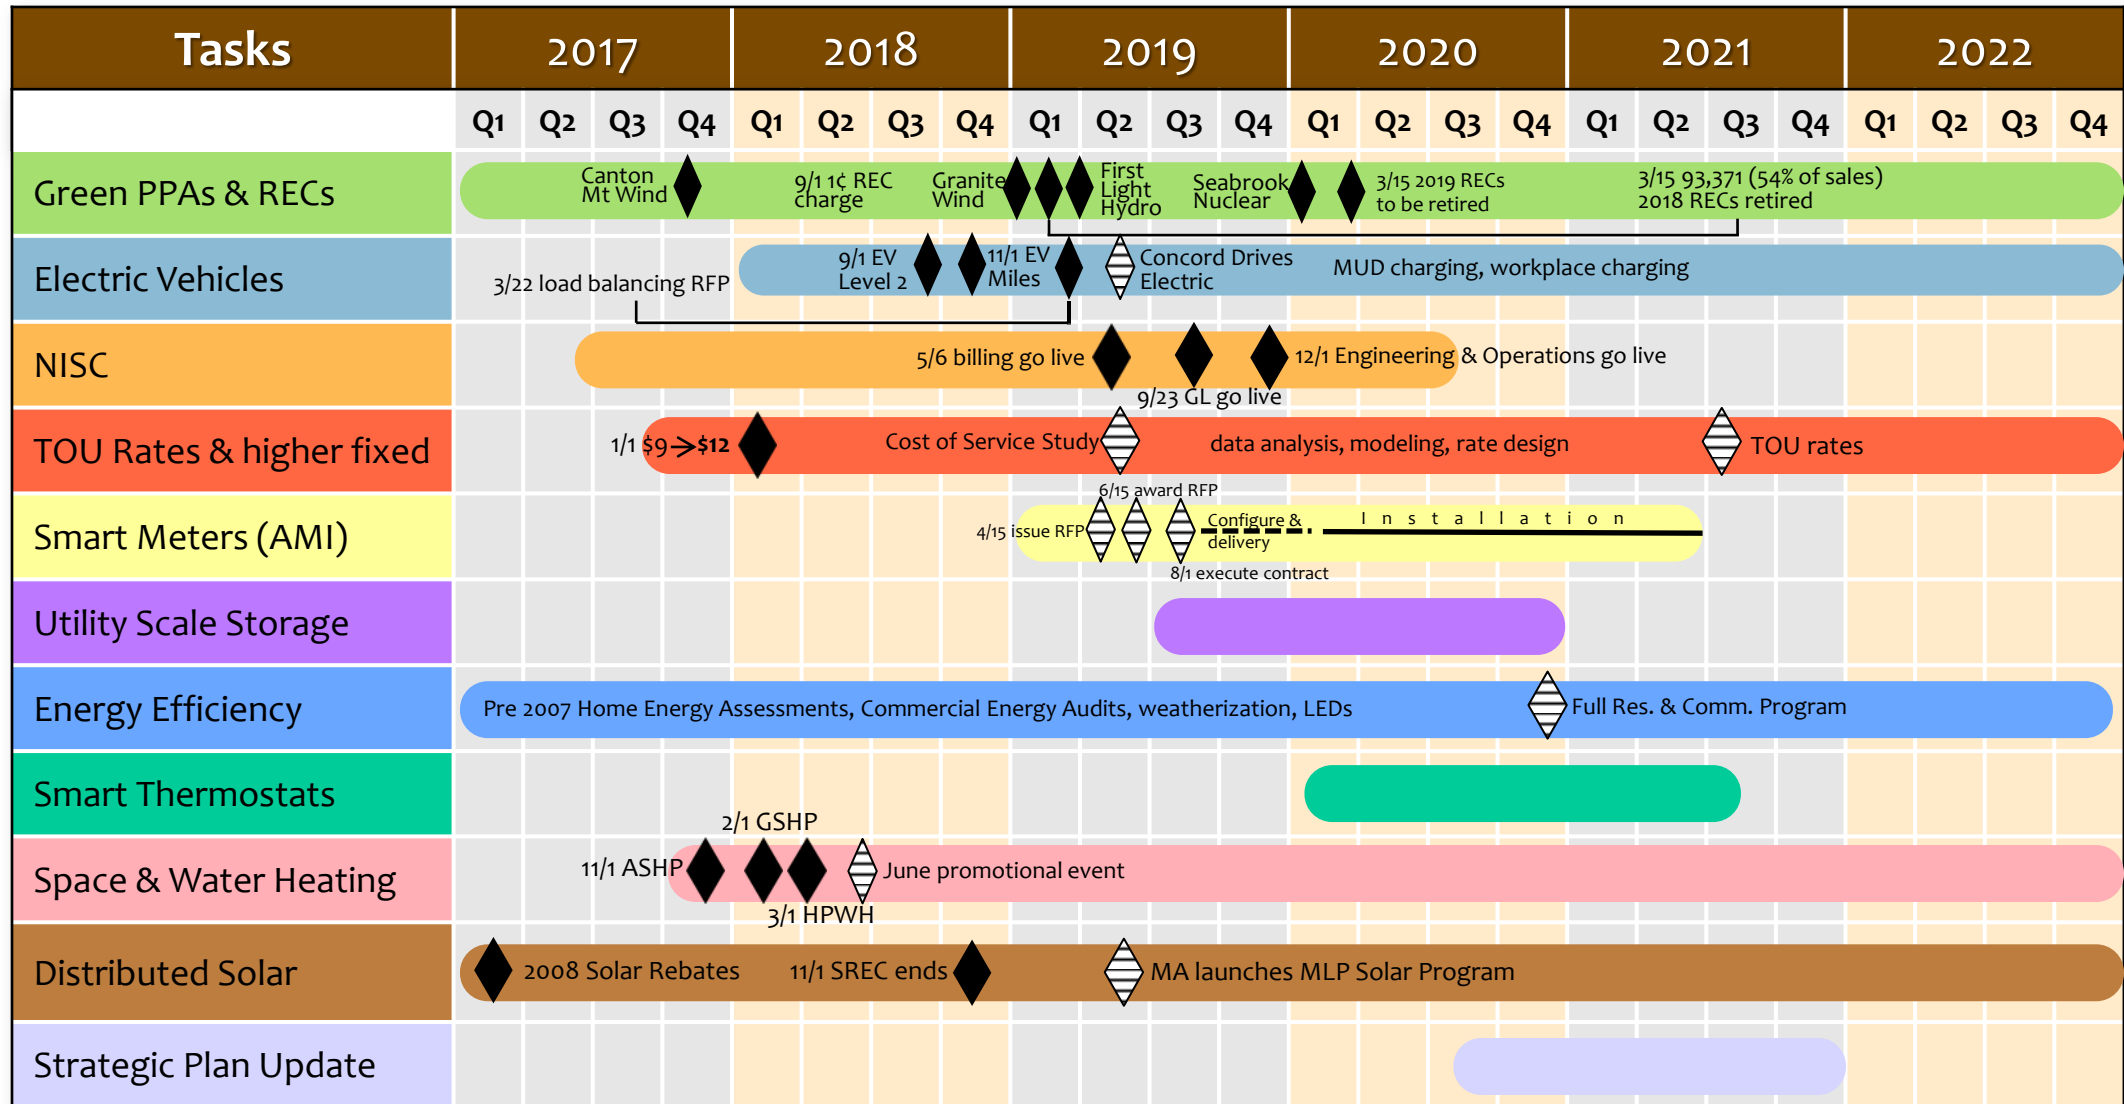 Tasks 2017 2018 2019 2020 2021 2022
Q1 Q2 Q3 Q4 Q1 Q2 Q3 Q4 Q1 Q2 Q3 Q4 Q1 Q2 Q3 Q4 Q1 Q2 Q3 Q4 Q1 Q2 Q3 Q4
Green PPAs & RECs
Canton
Mt Wind
9/1 1¢ REC
charge
Granite
Wind
First
Light
Hydro
Seabrook
Nuclear
3/15 2019 RECs
to be retired
3/15 93,371 (54% of sales)
2018 RECs retired
Electric Vehicles
3/22 load balancing RFP
9/1 EV
Level 2
11/1 EV
Miles
Concord Drives
Electric
MUD charging, workplace charging
NISC
5/6 billing go live
9/23 GL go live
12/1 Engineering & Operations go live
TOU Rates & higher fixed
1/1 $9→$12
Cost of Service Study
data analysis, modeling, rate design
TOU rates
Smart Meters (AMI)
4/15 issue RFP
6/15 award RFP
8/1 execute contract
Configure &
delivery
Installation
Utility Scale Storage
Energy Efficiency
Pre 2007 Home Energy Assessments, Commercial Energy Audits, weatherization, LEDs
Full Res. & Comm. Program
Smart Thermostats
Space & Water Heating
11/1 ASHP
2/1 GSHP
3/1 HPWH
June promotional event
Distributed Solar
2008 Solar Rebates
11/1 SREC ends
MA launches MLP Solar Program
Strategic Plan Update